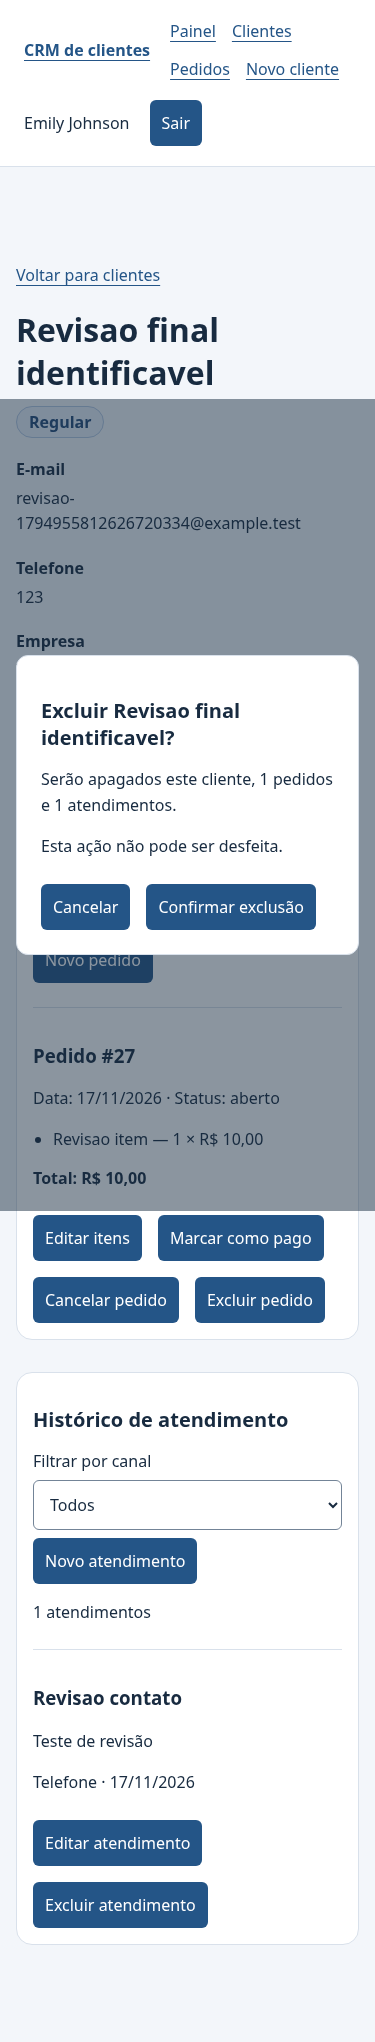 CRM de clientes
Painel Clientes
Pedidos Novo cliente
Emily Johnson Sair
Voltar para clientes
Revisao final
identificavel
Regular
E-mail
revisao-
1794955812626720334@example.test
Telefone
123
Empresa
Excluir Revisao final
identificavel?
Serão apagados este cliente, 1 pedidos
e 1 atendimentos.
Esta ação não pode ser desfeita.
Cancelar Confirmar exclusão
Novo pedido
Pedido #27
Data: 17/11/2026 · Status: aberto
• Revisao item — 1 × R$ 10,00
Total: R$ 10,00
Editar itens Marcar como pago
Cancelar pedido Excluir pedido
Histórico de atendimento
Filtrar por canal
Todos
Novo atendimento
1 atendimentos
Revisao contato
Teste de revisão
Telefone · 17/11/2026
Editar atendimento
Excluir atendimento